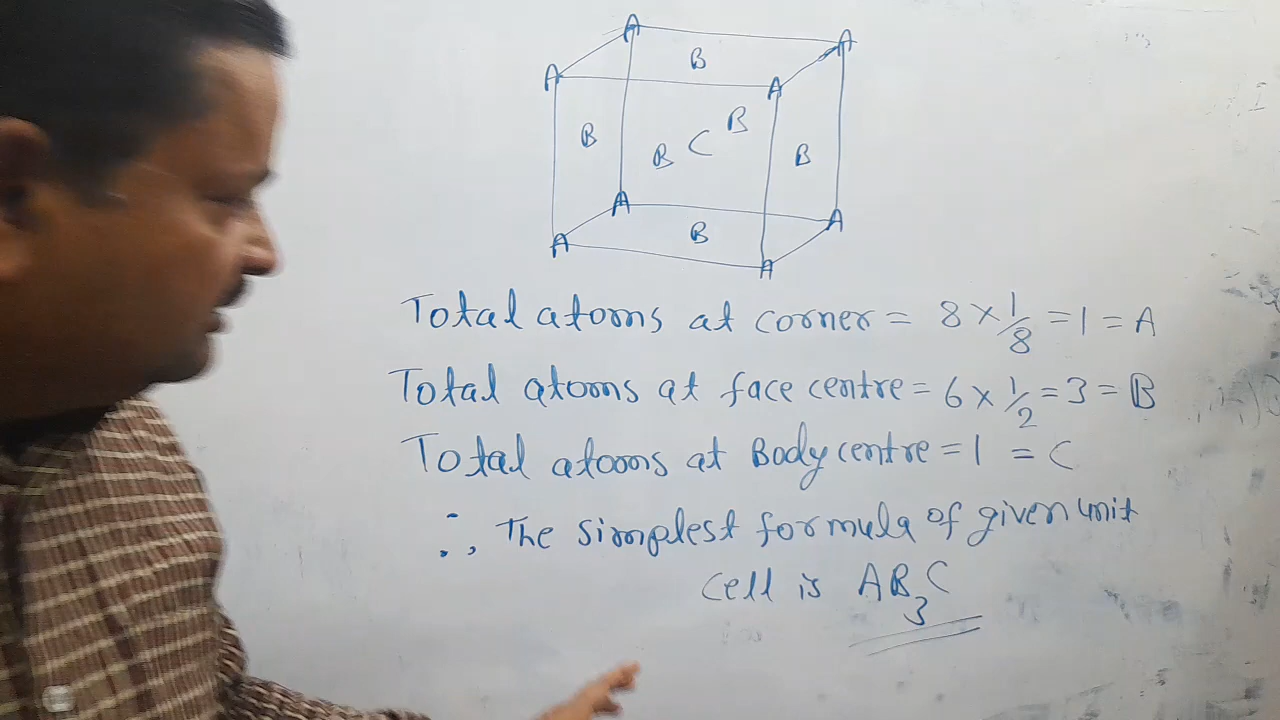 A
A
B
A
A
B
B
C
B
B
A
A
B
A
A
Total atoms at corner = 8 × 1/8 = 1 = A
Total atoms at face centre = 6 × 1/2 = 3 = B
Total atoms at Body centre = 1 = C
∴, The simplest formula of given unit
cell is AB₃C